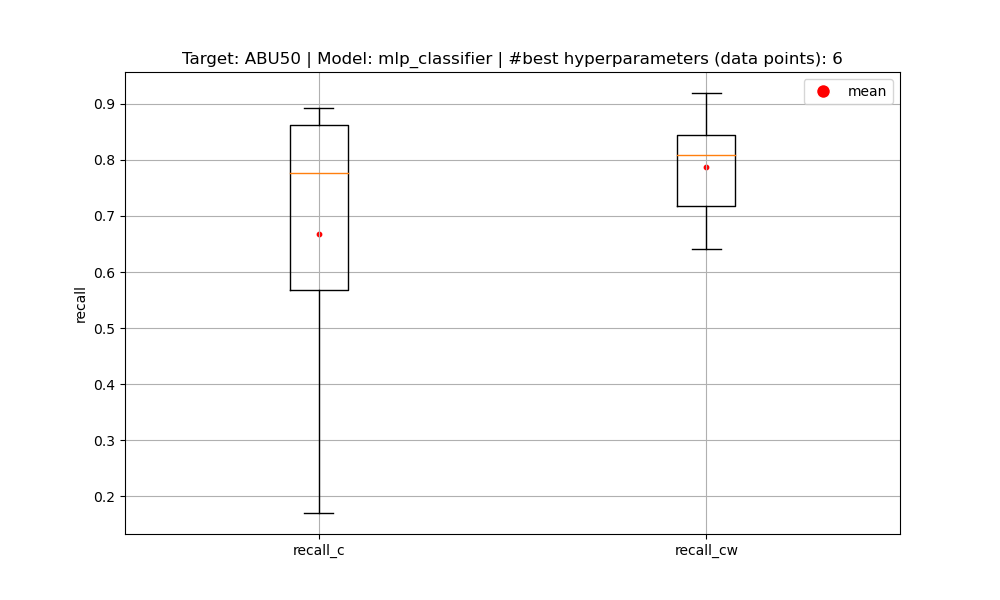 Target: ABU50 | Model: mlp_classifier | #best hyperparameters (data points): 6
mean
0.9
0.8
0.7
0.6
0.5
0.4
0.3
0.2
recall
recall_c
recall_cw